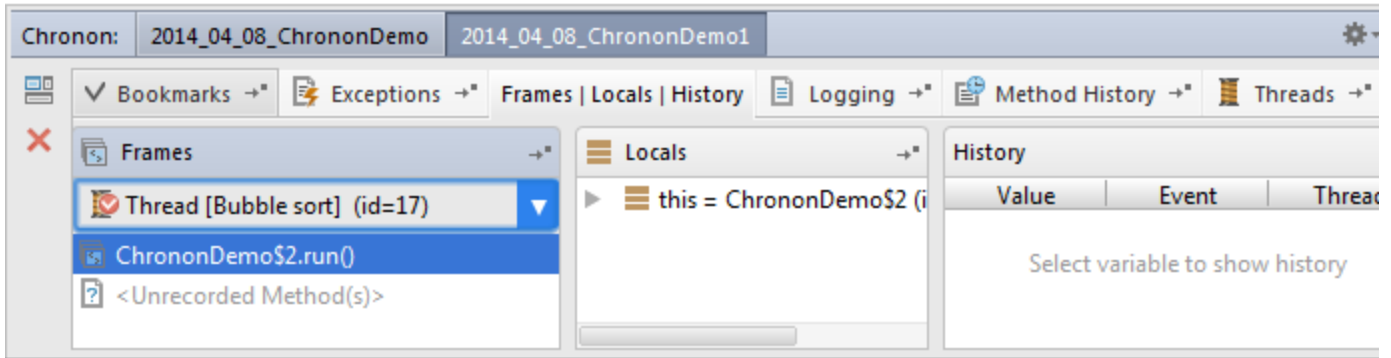 Chronon: 2014_04_08_ChrononDemo 2014_04_08_ChrononDemo1
Bookmarks Exceptions Frames | Locals | History Logging Method History Threads
Frames Locals History
Thread [Bubble sort] (id=17) this = ChrononDemo$2 (i Value Event Thread
ChrononDemo$2.run()
Select variable to show history
<Unrecorded Method(s)>